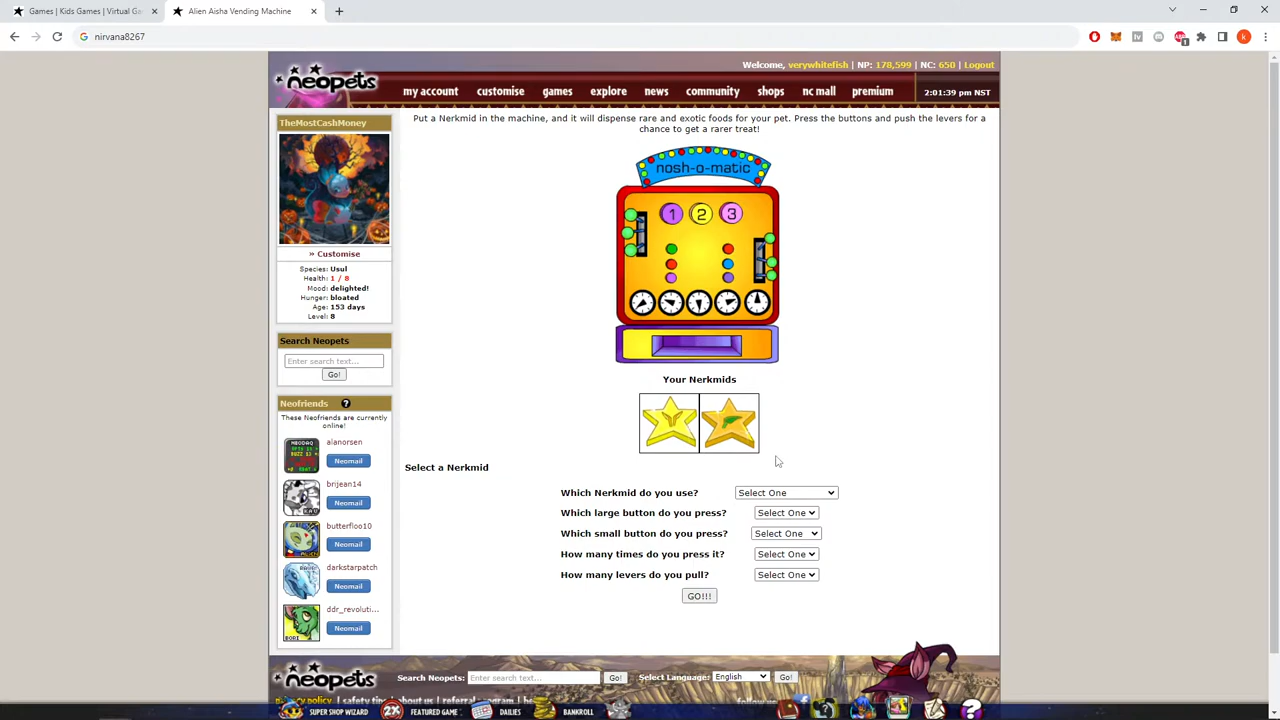 Games | Kids Games | Virtual Ga
Alien Aisha Vending Machine
nirvana8267
Welcome, verywhitefish | NP: 178,599 | NC: 650 | Logout
neopets
my account customise games explore news community shops nc mall premium 2:01:39 pm NST
TheMostCashMoney
» Customise
Species: Usul
Health: 1 / 8
Mood: delighted!
Hunger: bloated
Age: 153 days
Level: 8
Search Neopets
Enter search text...
Go!
Neofriends ?
These Neofriends are currently online!
alanorsen
Neomail
brijean14
Neomail
butterfloo10
Neomail
darkstarpatch
Neomail
ddr_revoluti...
Neomail
Put a Nerkmid in the machine, and it will dispense rare and exotic foods for your pet. Press the buttons and push the levers for a
chance to get a rarer treat!
nosh-o-matic
1 2 3
Your Nerkmids
Select a Nerkmid
Which Nerkmid do you use? Select One
Which large button do you press? Select One
Which small button do you press? Select One
How many times do you press it? Select One
How many levers do you pull? Select One
GO!!!
neopets
Search Neopets: Enter search text... Go! Select Language: English Go!
SUPER SHOP WIZARD FEATURED GAME DAILIES BANKROLL